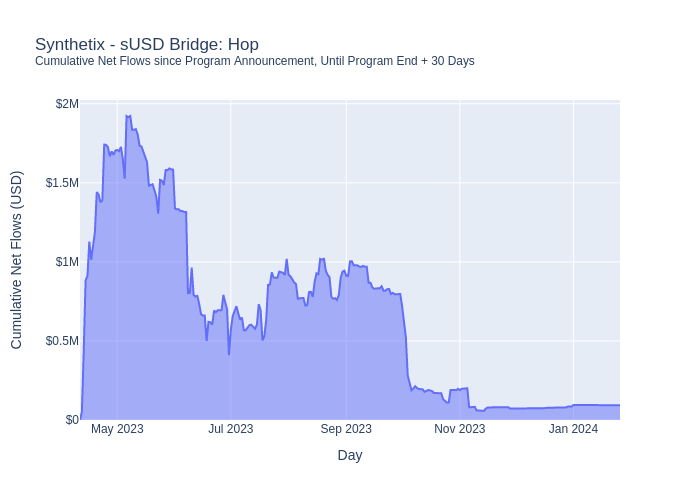 Synthetix - sUSD Bridge: Hop
Cumulative Net Flows since Program Announcement, Until Program End + 30 Days
$2M
$1.5M
$1M
$0.5M
$0
Cumulative Net Flows (USD)
May 2023
Jul 2023
Sep 2023
Nov 2023
Jan 2024
Day